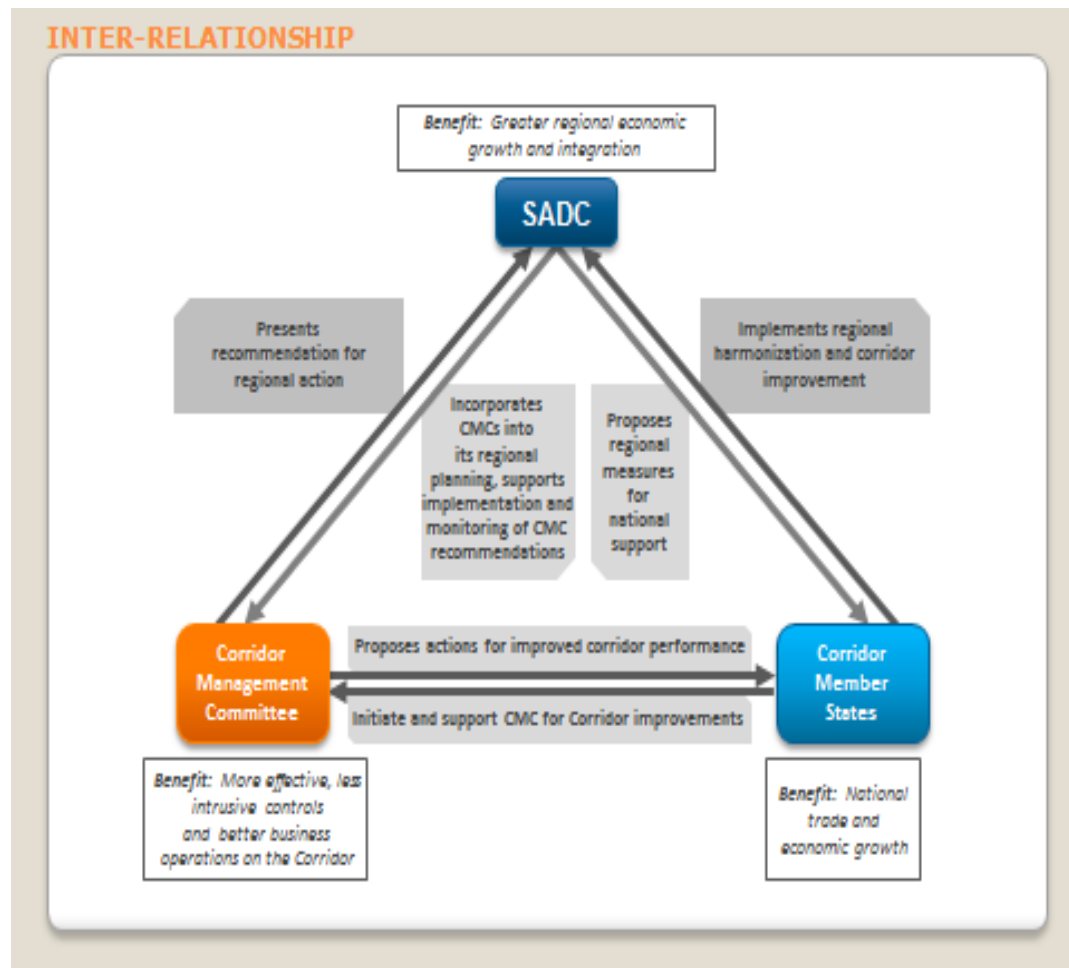 INTER-RELATIONSHIP
Benefit: Greater regional economic
growth and integration
SADC
Presents
recommendation for
regional action
Implements regional
harmonization and corridor
improvement
Incorporates
CMCs into
its regional
planning, supports
implementation and
monitoring of CMC
recommendations
Proposes
regional
measures
for
national
support
Corridor
Management
Committee
Proposes actions for improved corridor performance
Initiate and support CMC for Corridor improvements
Corridor
Member
States
Benefit: More effective, less
intrusive controls
and better business
operations on the Corridor
Benefit: National
trade and
economic growth